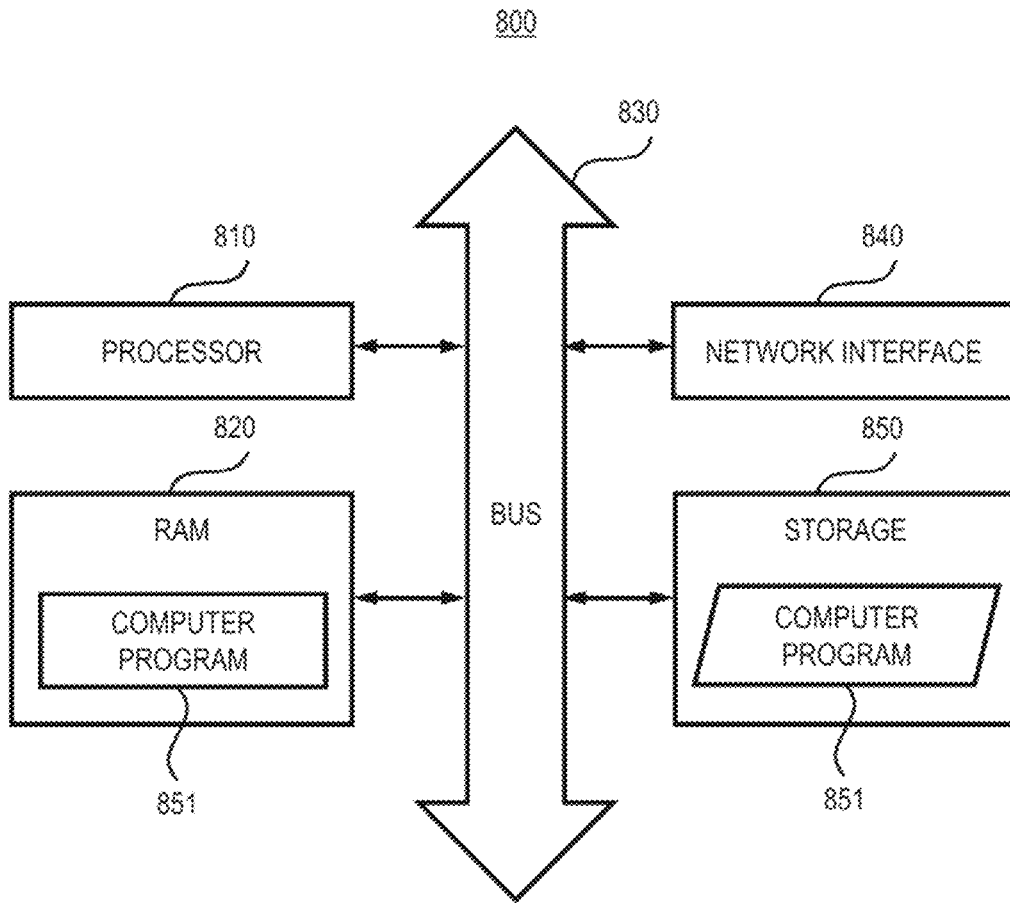 800
830
810
840
PROCESSOR
NETWORK INTERFACE
820
850
RAM
BUS
STORAGE
COMPUTER
PROGRAM
COMPUTER
PROGRAM
851
851